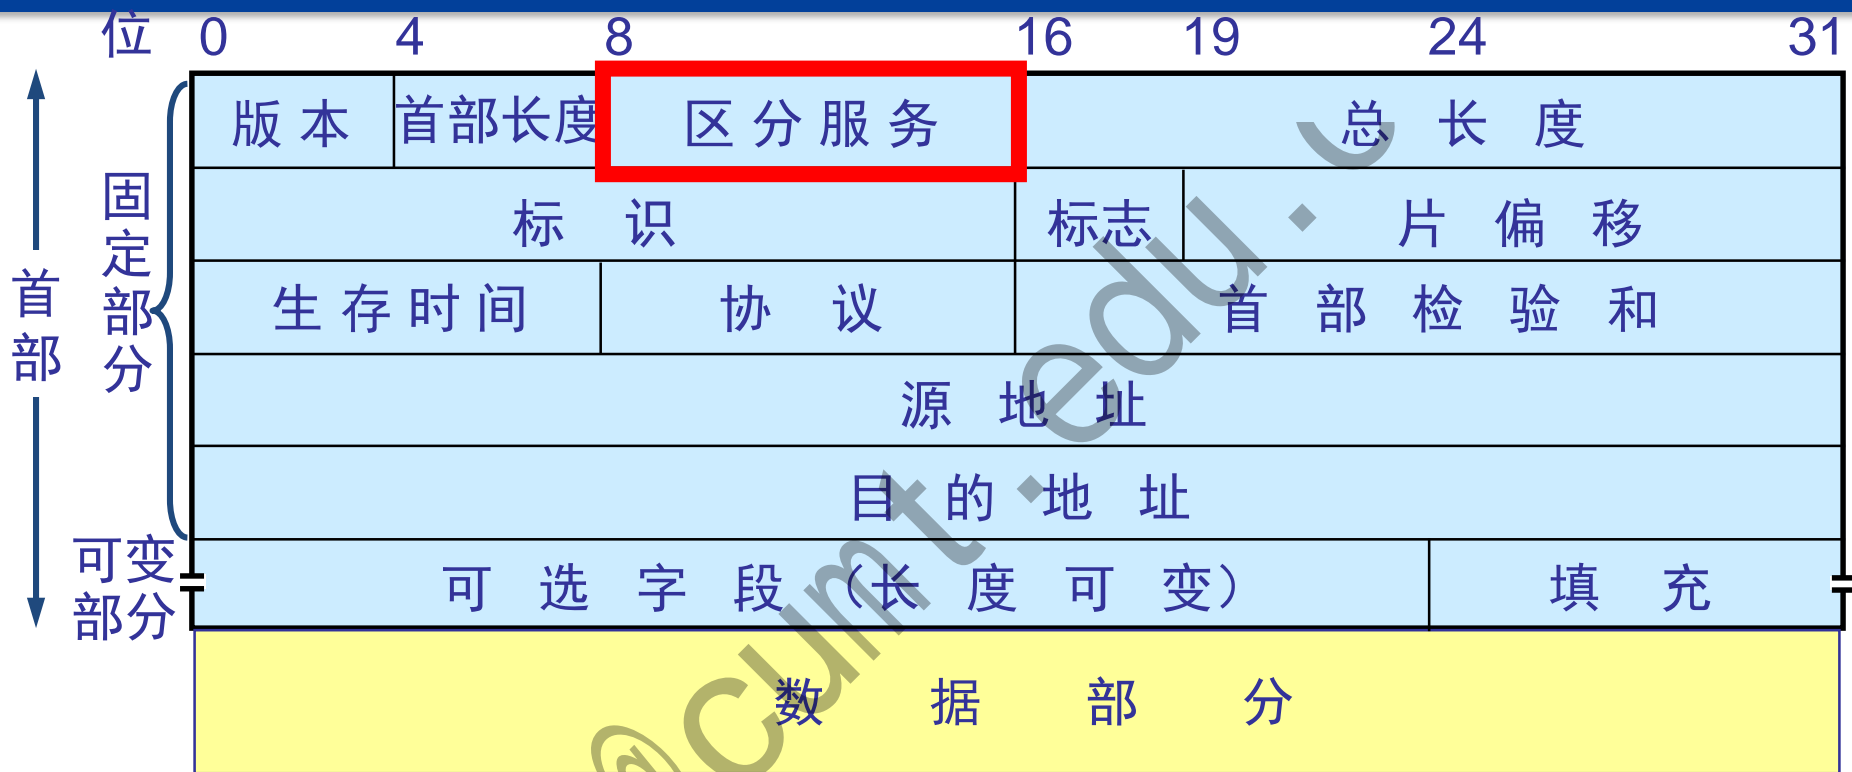 位 0 4 8 16 19 24 31
版本 首部长度 区分服务 总长度
标识 标志 片偏移
生存时间 协议 首部检验和
源地址
目的地址
可选字段（长度可变） 填充
数据部分
首部
固定部分
可变
部分
@cumt.edu.c